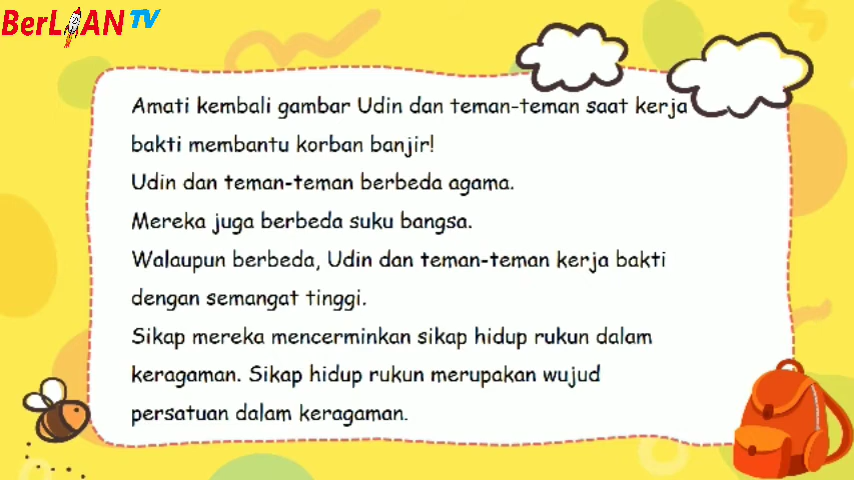 BerLIAN TV
Amati kembali gambar Udin dan teman-teman saat kerja
bakti membantu korban banjir!
Udin dan teman-teman berbeda agama.
Mereka juga berbeda suku bangsa.
Walaupun berbeda, Udin dan teman-teman kerja bakti
dengan semangat tinggi.
Sikap mereka mencerminkan sikap hidup rukun dalam
keragaman. Sikap hidup rukun merupakan wujud
persatuan dalam keragaman.